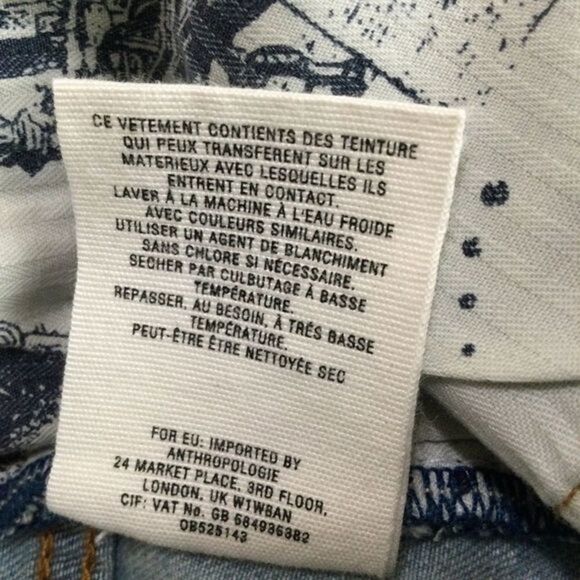 CE VETEMENT CONTIENTS DES TEINTURE
QUI PEUX TRANSFERENT SUR LES
MATERIEUX AVEC LESQUELLES ILS
ENTRENT EN CONTACT.
LAVER À LA MACHINE À L'EAU FROIDE
AVEC COULEURS SIMILAIRES.
UTILISER UN AGENT DE BLANCHIMENT
SANS CHLORE SI NÉCESSAIRE.
SECHER PAR CULBUTAGE À BASSE
TEMPÉRATURE.
REPASSER, AU BESOIN, À TRÉS BASSE
TEMPÉRATURE.
PEUT-ÊTRE ÊTRE NETTOYÉE SEC
FOR EU: IMPORTED BY
ANTHROPOLOGIE
24 MARKET PLACE, 3RD FLOOR,
LONDON, UK W1W8AN
CIF: VAT No. GB 584936382
OB525143